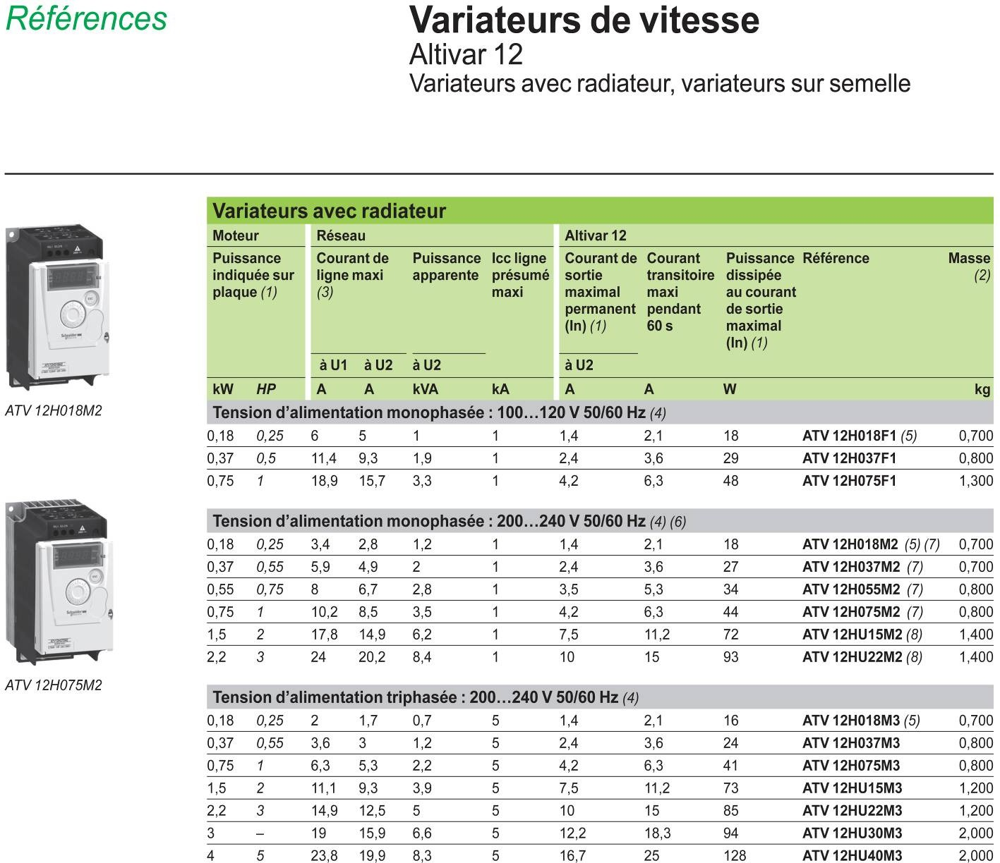 Références
Variateurs de vitesse
Altivar 12
Variateurs avec radiateur, variateurs sur semelle
Variateurs avec radiateur
Moteur Réseau Altivar 12
Puissance indiquée sur plaque (1) Courant de ligne maxi (3) Puissance apparente Icc ligne présumé maxi Courant de sortie maximal permanent (In) (1) Courant transitoire maxi pendant 60 s Puissance dissipée au courant de sortie maximal (In) (1) Référence Masse (2)
à U1 à U2 à U2 à U2
kW HP A A kVA kA A A W kg
Tension d’alimentation monophasée : 100…120 V 50/60 Hz (4)
0,18 0,25 6 5 1 1 1,4 2,1 18 ATV 12H018F1 (5) 0,700
0,37 0,5 11,4 9,3 1,9 1 2,4 3,6 29 ATV 12H037F1 0,800
0,75 1 18,9 15,7 3,3 1 4,2 6,3 48 ATV 12H075F1 1,300
Tension d’alimentation monophasée : 200…240 V 50/60 Hz (4) (6)
0,18 0,25 3,4 2,8 1,2 1 1,4 2,1 18 ATV 12H018M2 (5) (7) 0,700
0,37 0,55 5,9 4,9 2 1 2,4 3,6 27 ATV 12H037M2 (7) 0,700
0,55 0,75 8 6,7 2,8 1 3,5 5,3 34 ATV 12H055M2 (7) 0,800
0,75 1 10,2 8,5 3,5 1 4,2 6,3 44 ATV 12H075M2 (7) 0,800
1,5 2 17,8 14,9 6,2 1 7,5 11,2 72 ATV 12HU15M2 (8) 1,400
2,2 3 24 20,2 8,4 1 10 15 93 ATV 12HU22M2 (8) 1,400
Tension d’alimentation triphasée : 200…240 V 50/60 Hz (4)
0,18 0,25 2 1,7 0,7 5 1,4 2,1 16 ATV 12H018M3 (5) 0,700
0,37 0,55 3,6 3 1,2 5 2,4 3,6 24 ATV 12H037M3 0,800
0,75 1 6,3 5,3 2,2 5 4,2 6,3 41 ATV 12H075M3 0,800
1,5 2 11,1 9,3 3,9 5 7,5 11,2 73 ATV 12HU15M3 1,200
2,2 3 14,9 12,5 5 5 10 15 85 ATV 12HU22M3 1,200
3 – 19 15,9 6,6 5 12,2 18,3 94 ATV 12HU30M3 2,000
4 5 23,8 19,9 8,3 5 16,7 25 128 ATV 12HU40M3 2,000
Schneider
ATV 12H018M2
Schneider
ATV 12H075M2